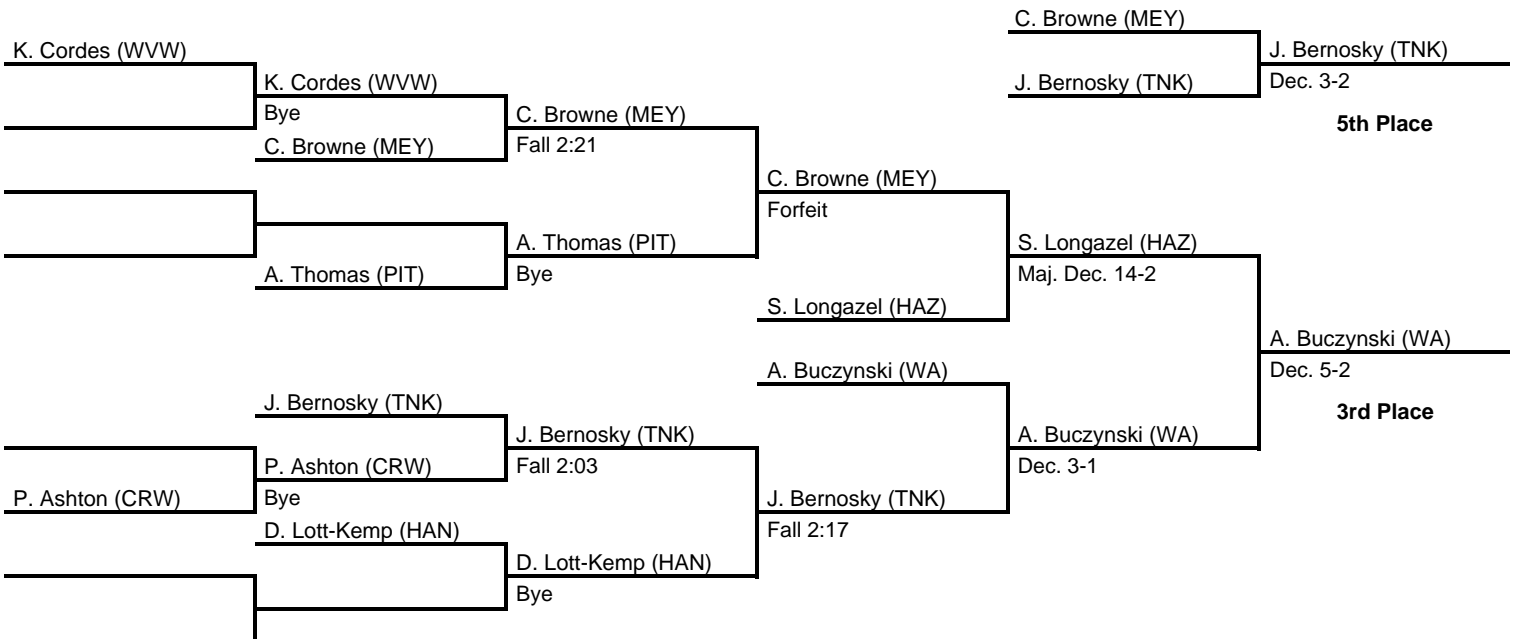 C. Browne (MEY)
K. Cordes (WVW)
J. Bernosky (TNK)
K. Cordes (WVW)
J. Bernosky (TNK)
Dec. 3-2
Bye
C. Browne (MEY)
5th Place
C. Browne (MEY)
Fall 2:21
C. Browne (MEY)
Forfeit
A. Thomas (PIT)
S. Longazel (HAZ)
A. Thomas (PIT)
Bye
Maj. Dec. 14-2
S. Longazel (HAZ)
A. Buczynski (WA)
A. Buczynski (WA)
Dec. 5-2
J. Bernosky (TNK)
3rd Place
J. Bernosky (TNK)
A. Buczynski (WA)
P. Ashton (CRW)
Fall 2:03
Dec. 3-1
P. Ashton (CRW)
Bye
J. Bernosky (TNK)
D. Lott-Kemp (HAN)
Fall 2:17
D. Lott-Kemp (HAN)
Bye